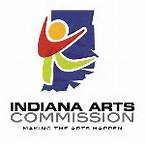 INDIANA ARTS
COMMISSION
MAKING THE ARTS HAPPEN